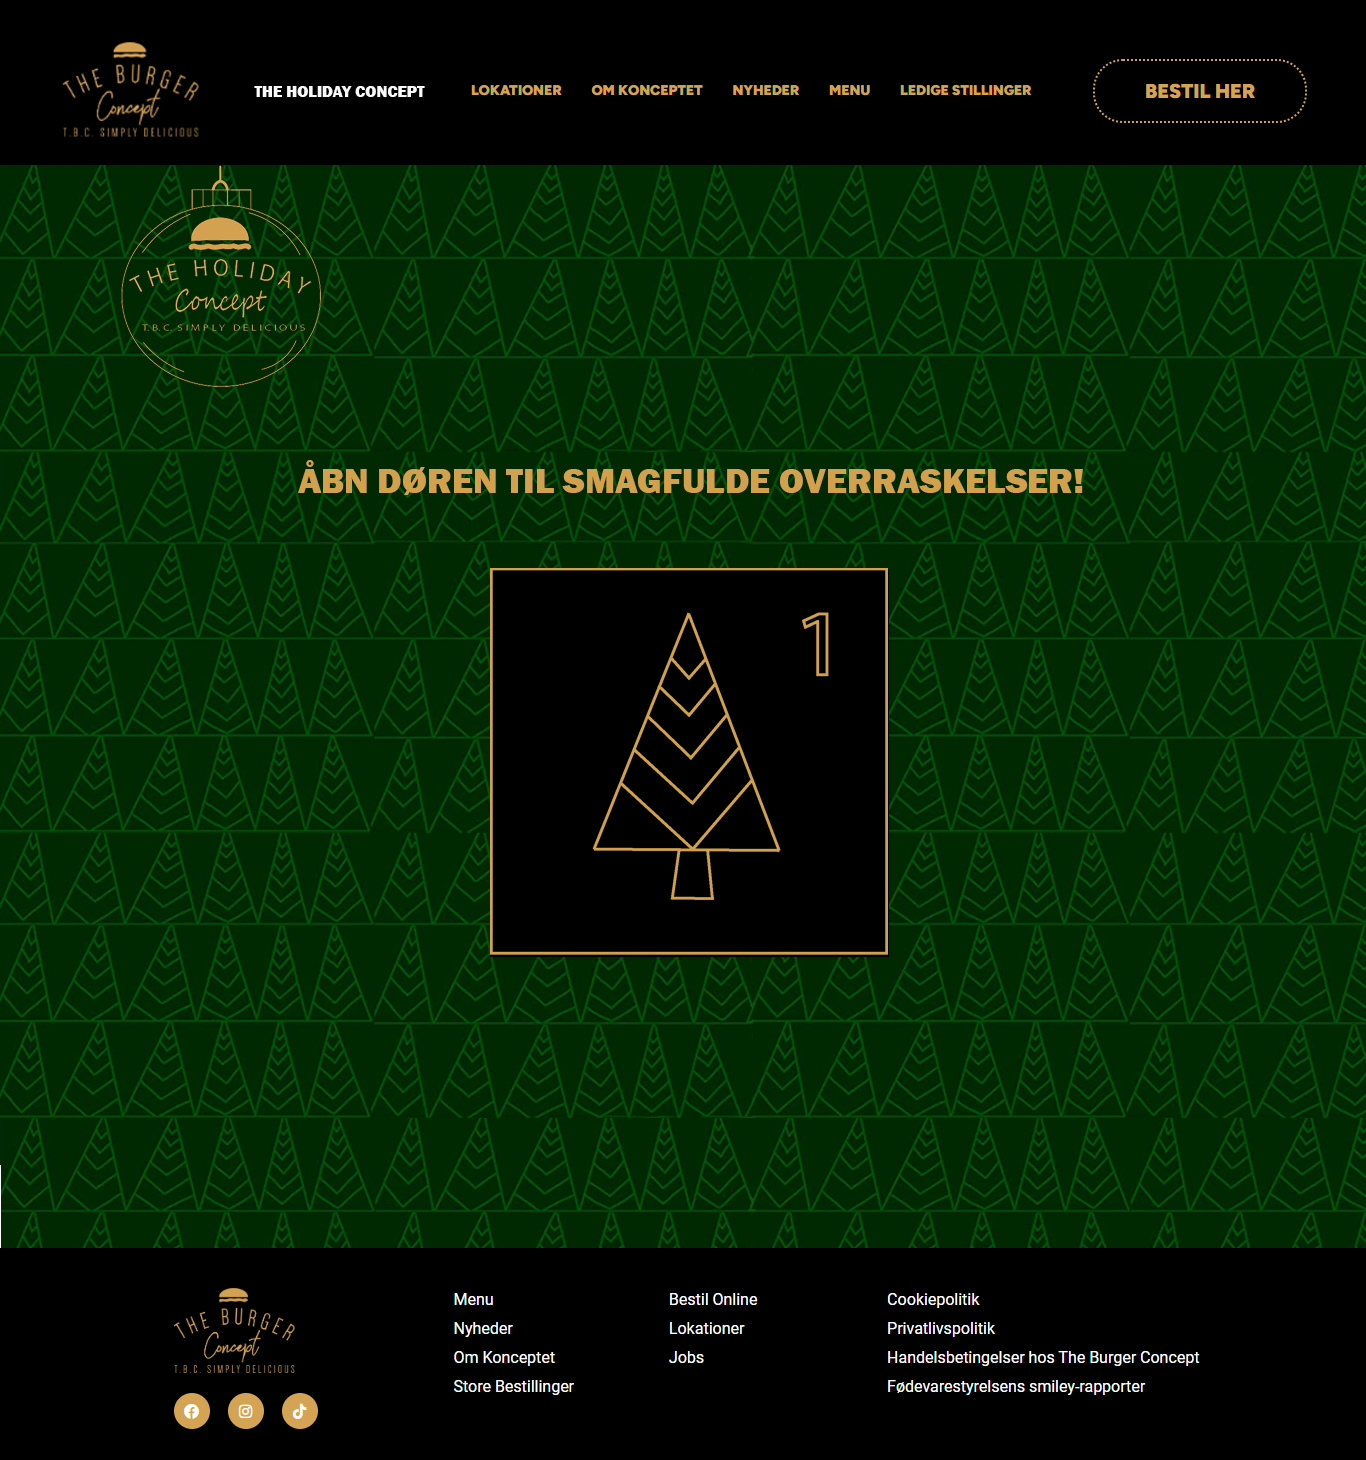 THE BURGER
Concept
T.B.C. SIMPLY DELICIOUS
THE HOLIDAY CONCEPT
LOKATIONER
OM KONCEPTET
NYHEDER
MENU
LEDIGE STILLINGER
BESTIL HER
THE HOLIDAY
Concept
T.B.C. SIMPLY DELICIOUS
ÅBN DØREN TIL SMAGFULDE OVERRASKELSER!
1
THE BURGER
Concept
T.B.C. SIMPLY DELICIOUS
Menu
Nyheder
Om Konceptet
Store Bestillinger
Bestil Online
Lokationer
Jobs
Cookiepolitik
Privatlivspolitik
Handelsbetingelser hos The Burger Concept
Fødevarestyrelsens smiley-rapporter